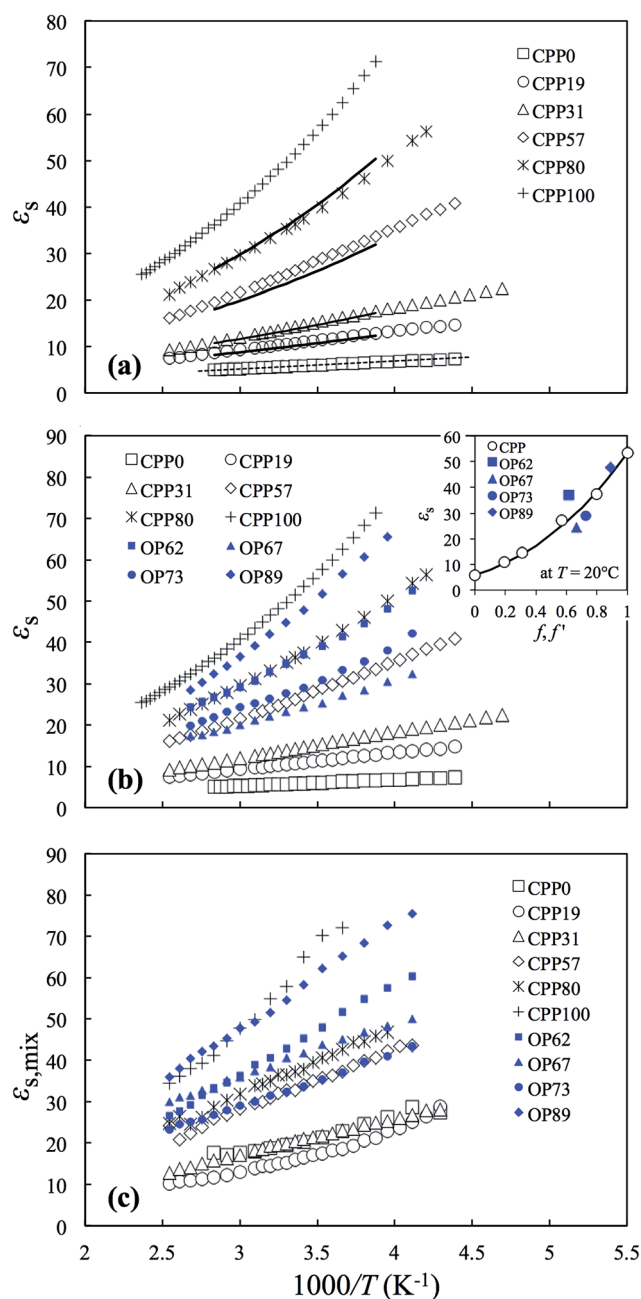 80
70
60
50
40
30
20
10
0
εs
CPP0
CPP19
CPP31
CPP57
CPP80
CPP100
(a)
90
80
70
60
50
40
30
20
10
0
εs
CPP0 CPP19
CPP31 CPP57
CPP80 CPP100
OP62 OP67
OP73 OP89
(b)
60
50
40
30
20
10
0
εs
CPP
OP62
OP67
OP73
OP89
at T = 20°C
0 0.2 0.4 0.6 0.8 1
f, f'
90
80
70
60
50
40
30
20
10
0
εs,mix
CPP0
CPP19
CPP31
CPP57
CPP80
CPP100
OP62
OP67
OP73
OP89
(c)
2 2.5 3 3.5 4 4.5 5 5.5
1000/T (K⁻¹)